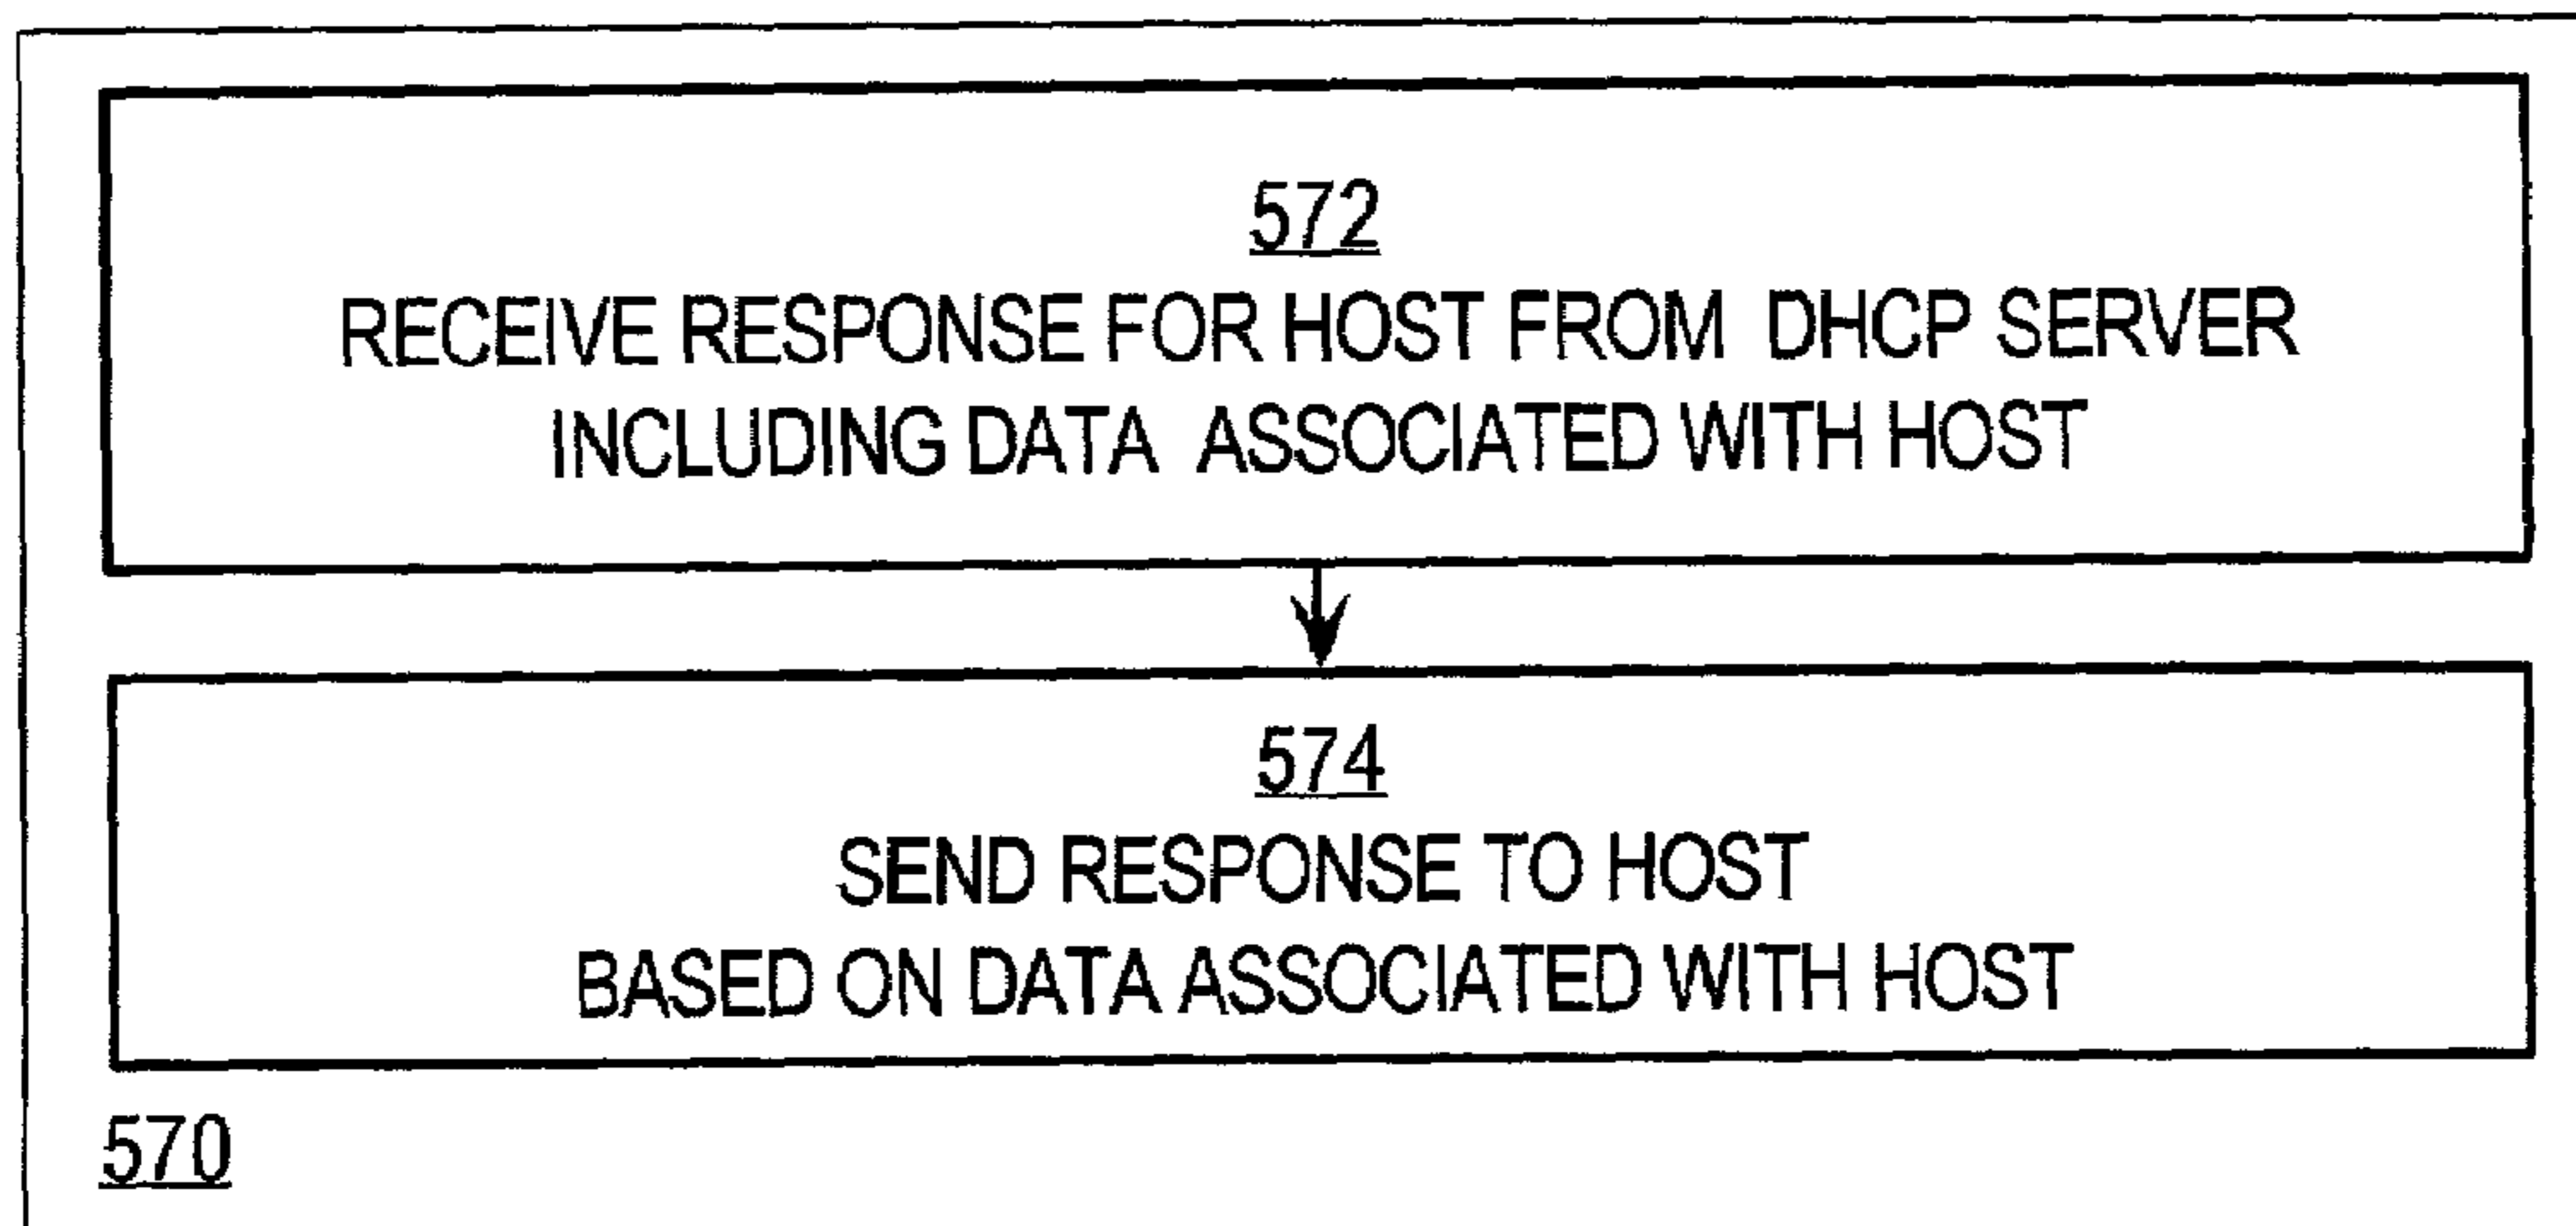 572
RECEIVE RESPONSE FOR HOST FROM DHCP SERVER
INCLUDING DATA ASSOCIATED WITH HOST
574
SEND RESPONSE TO HOST
BASED ON DATA ASSOCIATED WITH HOST
570